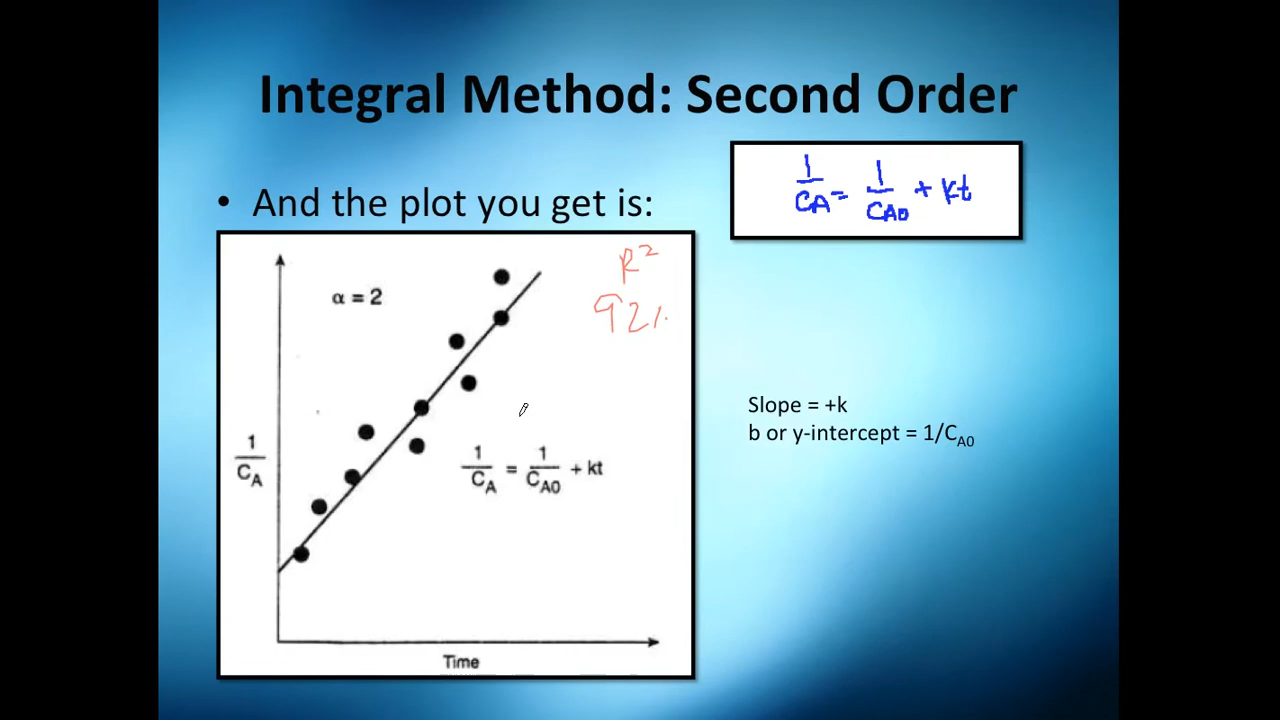 Integral Method: Second Order
1/CA = 1/CA0 + kt
• And the plot you get is:
R²
92%
α = 2
1/CA
1/CA = 1/CA0 + kt
Time
Slope = +k
b or y-intercept = 1/CA0